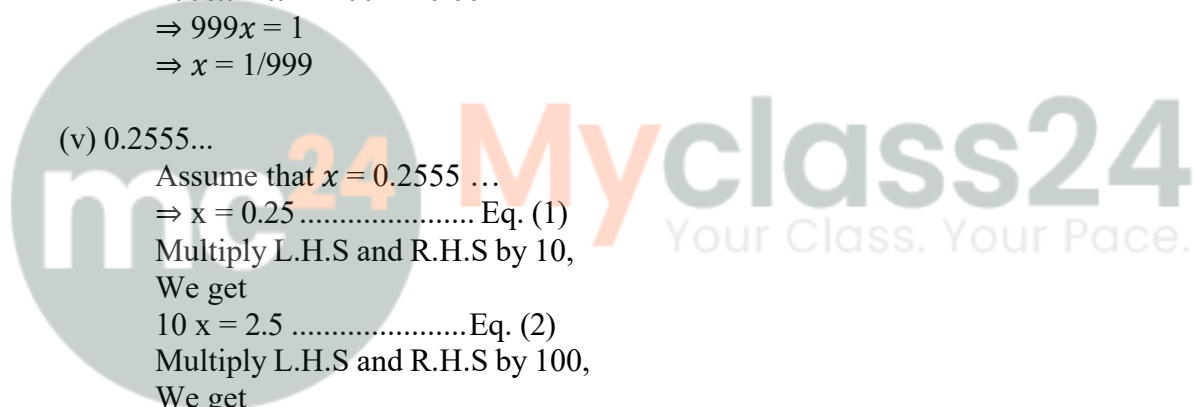 ⇒ 999x = 1
⇒ x = 1/999
(v) 0.2555...
Assume that x = 0.2555 …
⇒ x = 0.25 ...................... Eq. (1)
Multiply L.H.S and R.H.S by 10,
We get
10 x = 2.5 ...................... Eq. (2)
Multiply L.H.S and R.H.S by 100,
We get
mc24 Myclass24
Your Class. Your Pace.